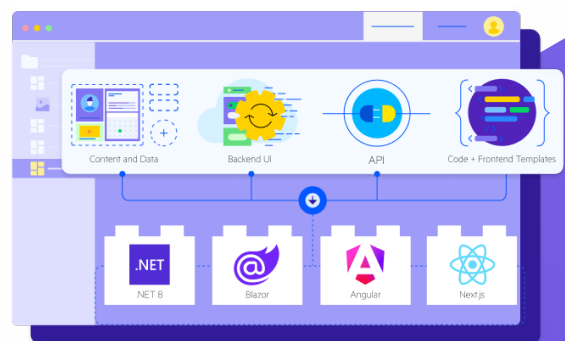 Content and Data
Backend UI
API
Code + Frontend Templates
.NET
.NET 8
Blazor
Angular
Next.js